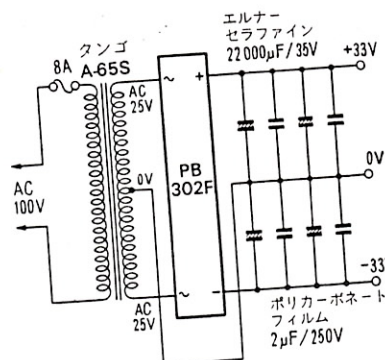 タンゴ
A-65S
8A
AC
100V
AC
25V
0V
AC
25V
~
+
PB
302F
~
−
エルナー
セラファイン
22000μF/35V
+33V
0V
-33V
ポリカーボネート
フィルム
2μF/250V